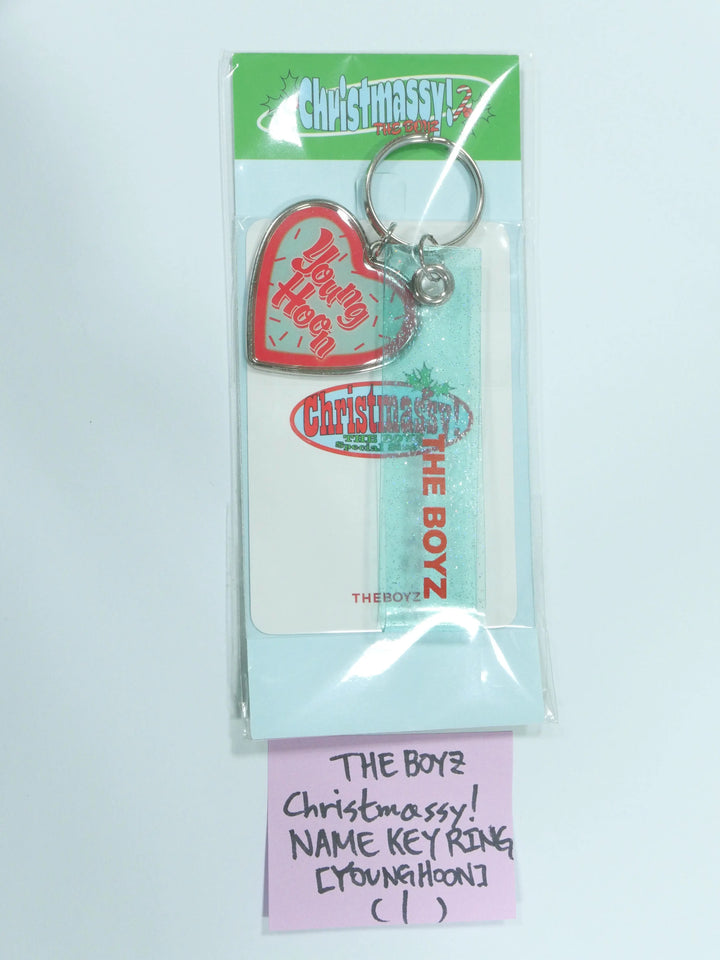 Christmassy!
THE BOYZ
Young
Hoon
Christmassy!
THE BOYZ
Special
THE BOYZ
THEBOYZ
THE BOYZ
Christmassy!
NAME KEY RING
[YOUNGHOON]
( 1 )